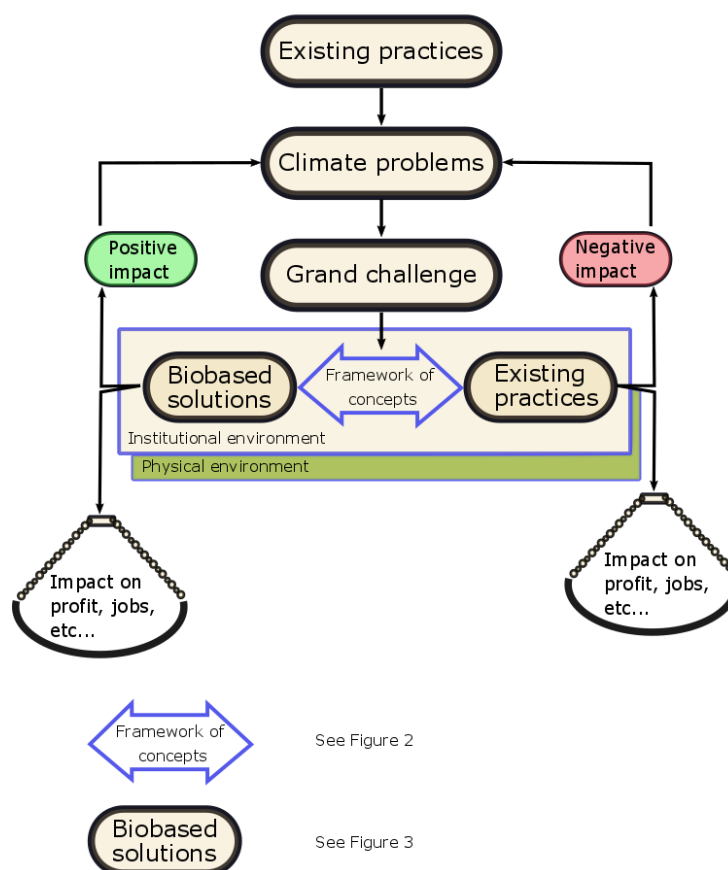 Existing practices
Climate problems
Positive
impact
Negative
impact
Grand challenge
Biobased
solutions
Framework of
concepts
Existing
practices
Institutional environment
Physical environment
Impact on
profit, jobs,
etc...
Impact on
profit, jobs,
etc...
Framework of
concepts
See Figure 2
Biobased
solutions
See Figure 3